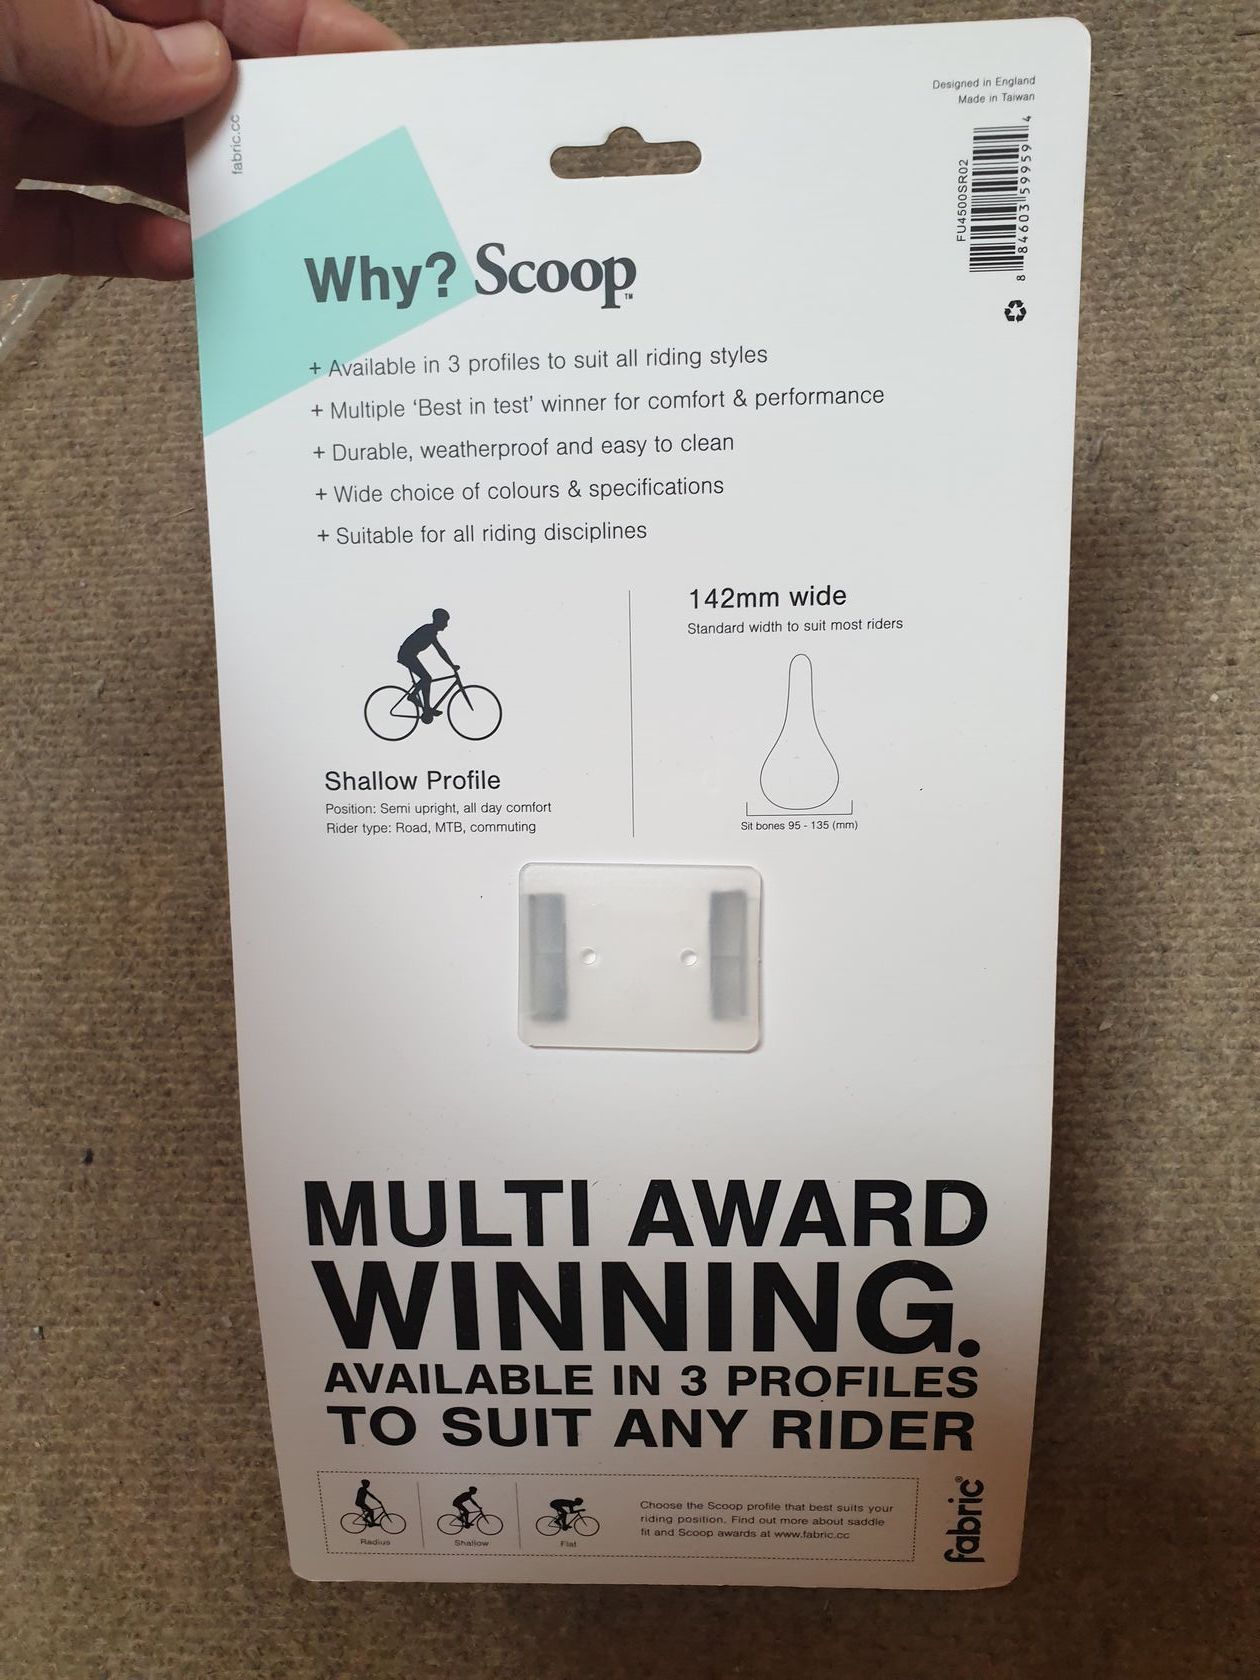 Designed in England
Made in Taiwan
fabric.cc
FU4500SR02
8 84603 59959 4
Why? Scoop™
+ Available in 3 profiles to suit all riding styles
+ Multiple ‘Best in test’ winner for comfort & performance
+ Durable, weatherproof and easy to clean
+ Wide choice of colours & specifications
+ Suitable for all riding disciplines
142mm wide
Standard width to suit most riders
Sit bones 95 - 135 (mm)
Shallow Profile
Position: Semi upright, all day comfort
Rider type: Road, MTB, commuting
MULTI AWARD
WINNING.
AVAILABLE IN 3 PROFILES
TO SUIT ANY RIDER
Radius
Shallow
Flat
Choose the Scoop profile that best suits your
riding position. Find out more about saddle
fit and Scoop awards at www.fabric.cc
fabric®